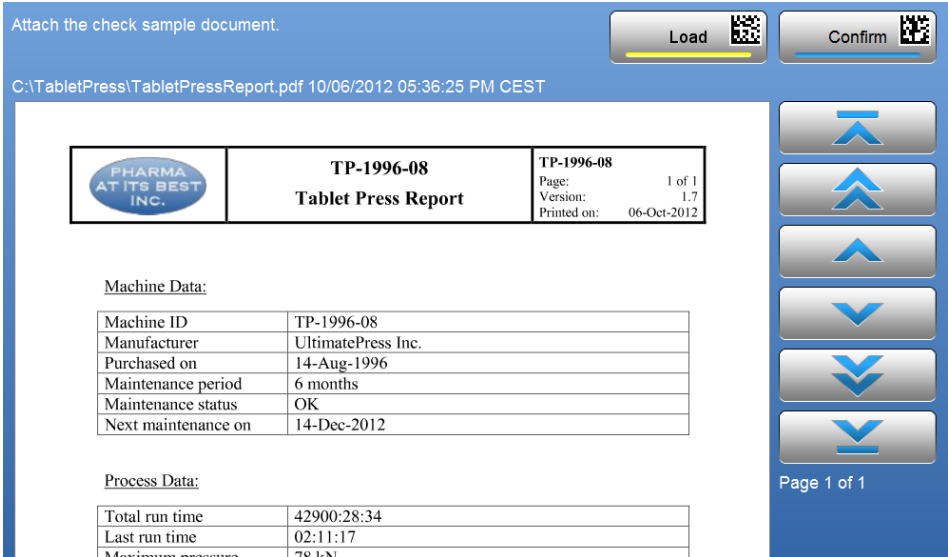 Attach the check sample document.
Load
Confirm
C:\TabletPress\TabletPressReport.pdf 10/06/2012 05:36:25 PM CEST
PHARMA
AT ITS BEST
INC.
TP-1996-08
Tablet Press Report
TP-1996-08
Page: 1 of 1
Version: 1.7
Printed on: 06-Oct-2012
Machine Data:
Machine ID TP-1996-08
Manufacturer UltimatePress Inc.
Purchased on 14-Aug-1996
Maintenance period 6 months
Maintenance status OK
Next maintenance on 14-Dec-2012
Page 1 of 1
Process Data:
Total run time 42900:28:34
Last run time 02:11:17
Maximum pressure 78 kN